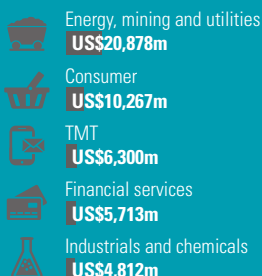 Energy, mining and utilities
US$20,878m
Consumer
US$10,267m
TMT
US$6,300m
Financial services
US$5,713m
Industrials and chemicals
US$4,812m